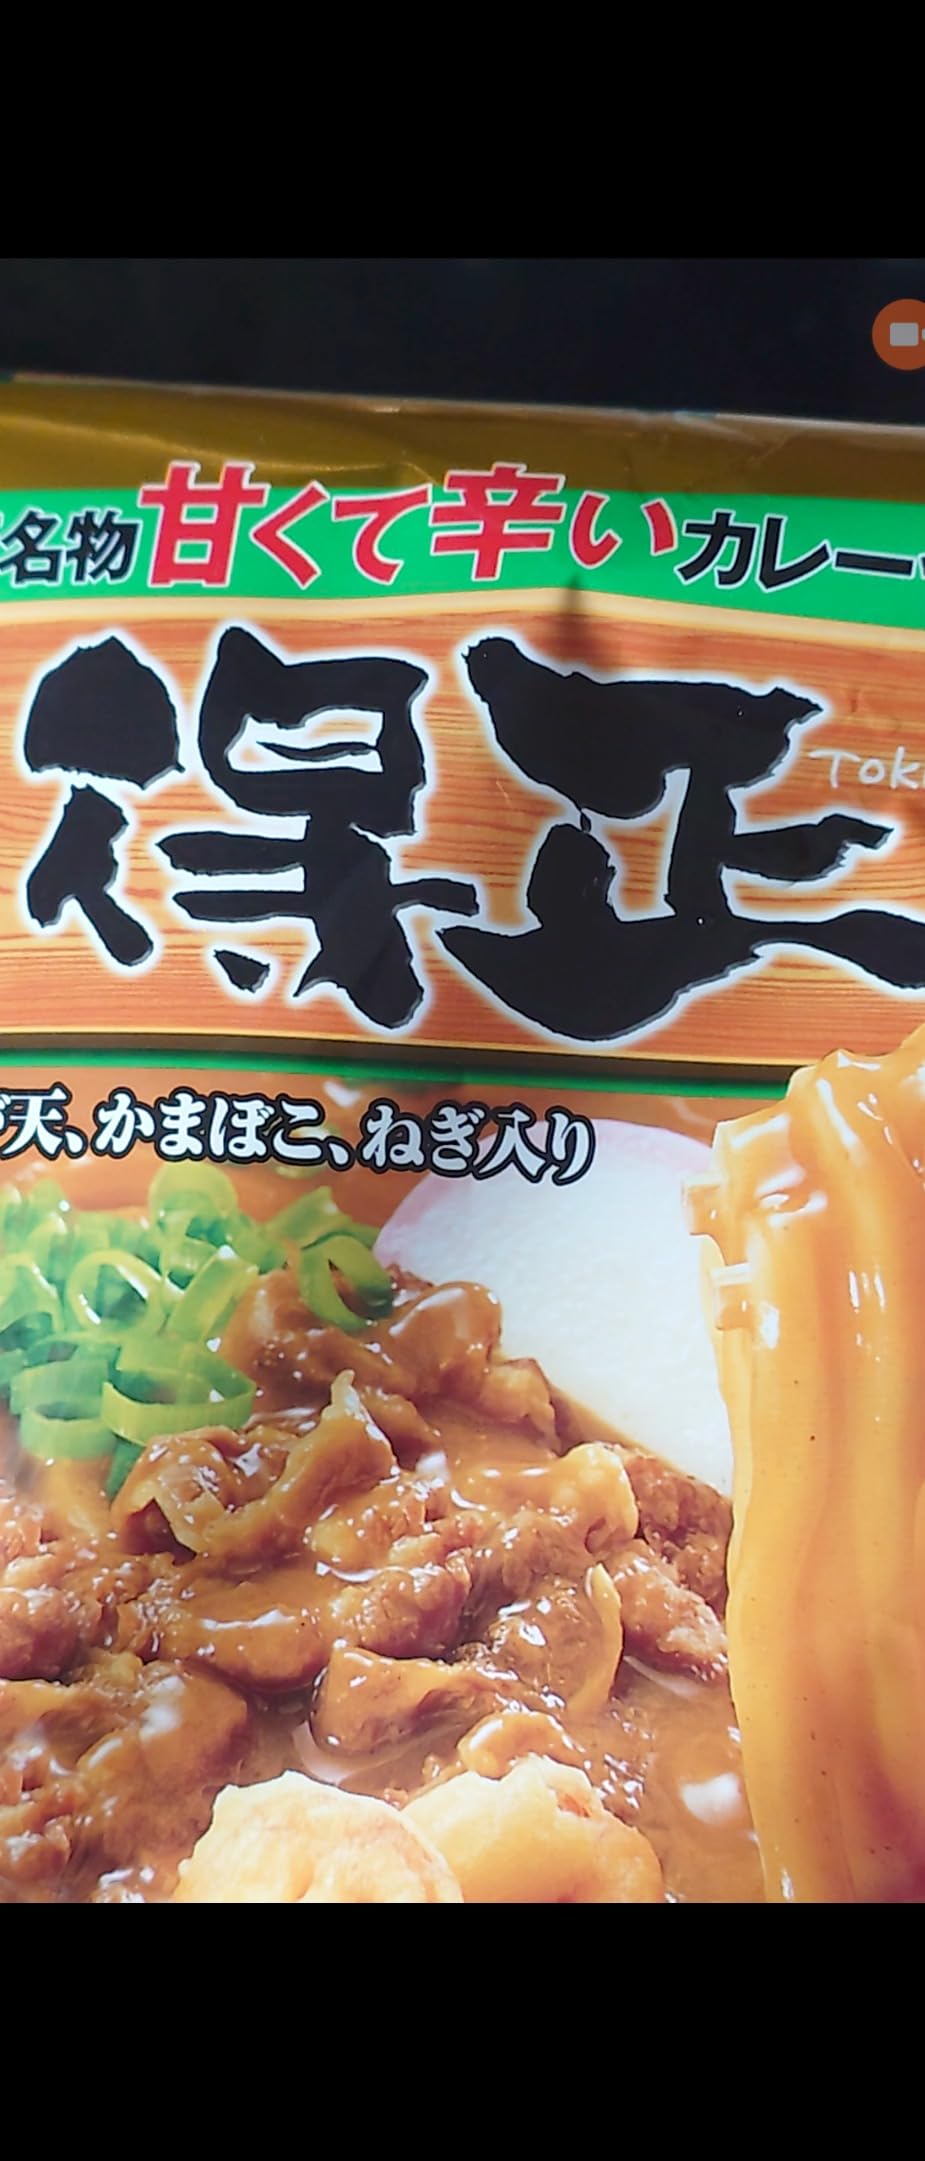 名物甘くて辛いカレー
得正
TOK
天、かまぼこ、ねぎ入り